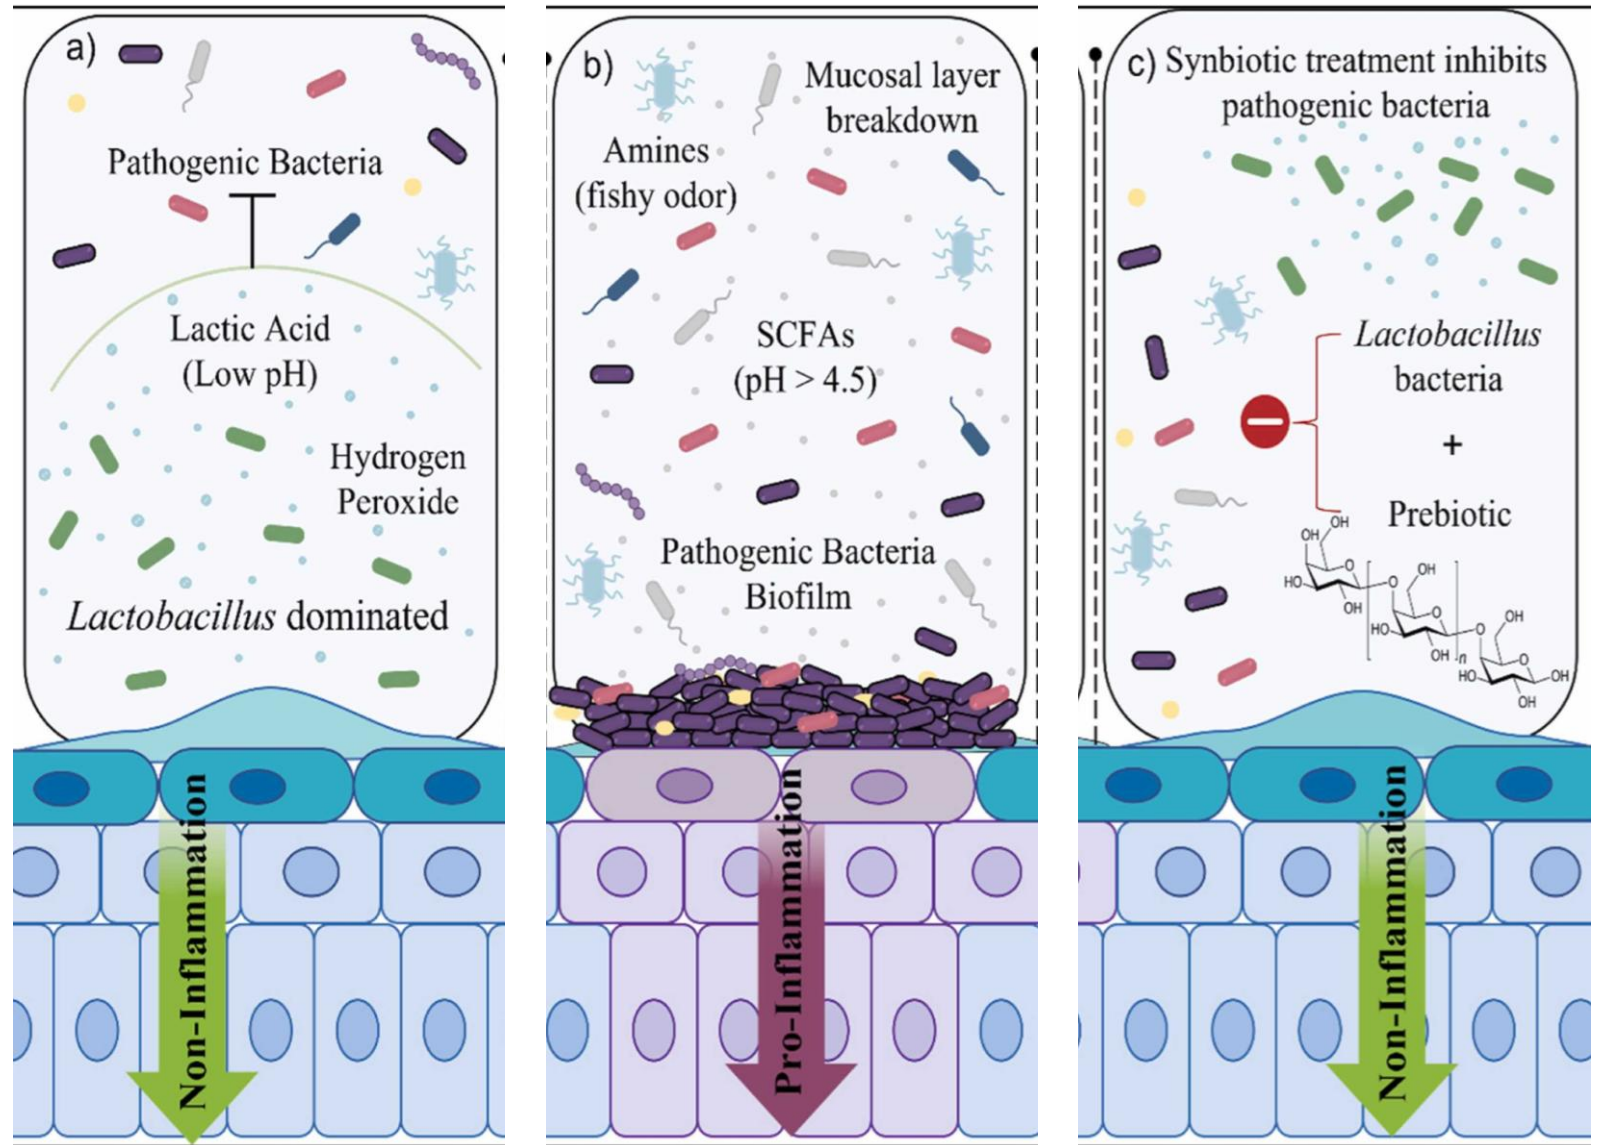 a)
Pathogenic Bacteria
Lactic Acid
(Low pH)
Hydrogen
Peroxide
Lactobacillus dominated
Non-Inflammation
b)
Mucosal layer
breakdown
Amines
(fishy odor)
SCFAs
(pH > 4.5)
Pathogenic Bacteria
Biofilm
Pro-Inflammation
c) Synbiotic treatment inhibits
pathogenic bacteria
Lactobacillus
bacteria
+
Prebiotic
OH
OH
HO
O
OH
O
OH
HO
O
OH
n
O
OH
HO
O
OH
OH
Non-Inflammation